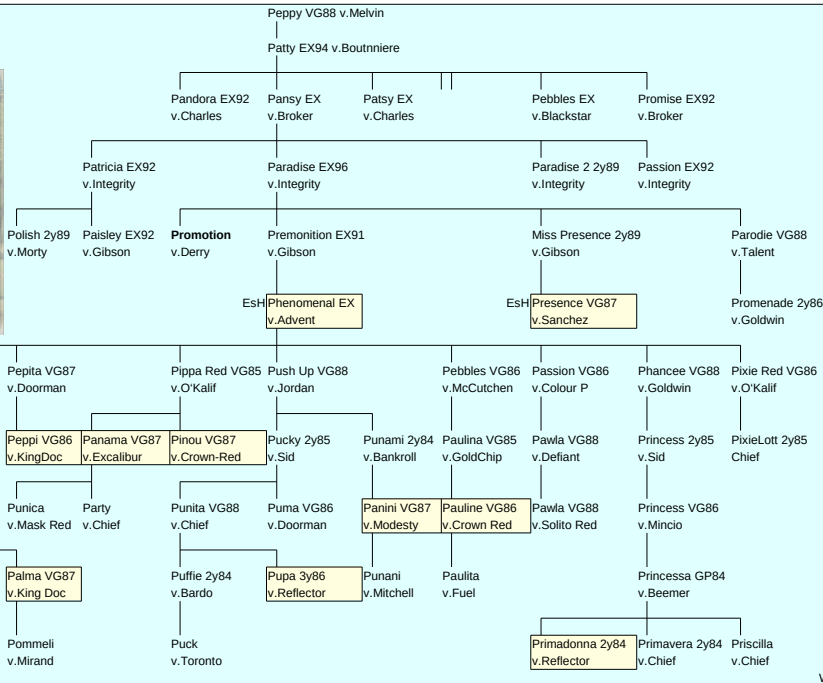 Peppy VG88 v.Melvin
Patty EX94 v.Boutnniere
Pandora EX92 Pansy EX Patsy EX Pebbles EX Promise EX92
v.Charles v.Broker v.Charles v.Blackstar v.Broker
Patricia EX92 Paradise EX96 Paradise 2 2y89 Passion EX92
v.Integrity v.Integrity v.Integrity v.Integrity
Polish 2y89 Paisley EX92 Promotion Premonition EX91 Miss Presence 2y89 Parodie VG88
v.Morty v.Gibson v.Derry v.Gibson v.Gibson v.Talent
EsH Phenomenal EX EsH Presence VG87 Promenade 2y86
v.Advent v.Sanchez v.Goldwin
Pepita VG87 Pippa Red VG85 Push Up VG88 Pebbles VG86 Passion VG86 Phancee VG88 Pixie Red VG86
v.Doorman v.O'Kalif v.Jordan v.McCutchen v.Colour P v.Goldwin v.O'Kalif
Peppi VG86 Panama VG87 Pinou VG87 Pucky 2y85 Punami 2y84 Paulina VG85 Pawla VG88 Princess 2y85 PixieLott 2y85
v.KingDoc v.Excalibur v.Crown-Red v.Sid v.Bankroll v.GoldChip v.Defiant v.Sid Chief
Punica Party Punita VG88 Puma VG86 Panini VG87 Pauline VG86 Pawla VG88 Princess VG86
v.Mask Red v.Chief v.Chief v.Doorman v.Modesty v.Crown Red v.Solito Red v.Mincio
Palma VG87 Puffie 2y84 Pupa 3y86 Punani Paulita Princessa GP84
v.King Doc v.Bardo v.Reflector v.Mitchell v.Fuel v.Beemer
Pommeli Puck Primadonna 2y84 Primavera 2y84 Priscilla
v.Mirand v.Toronto v.Reflector v.Chief v.Chief